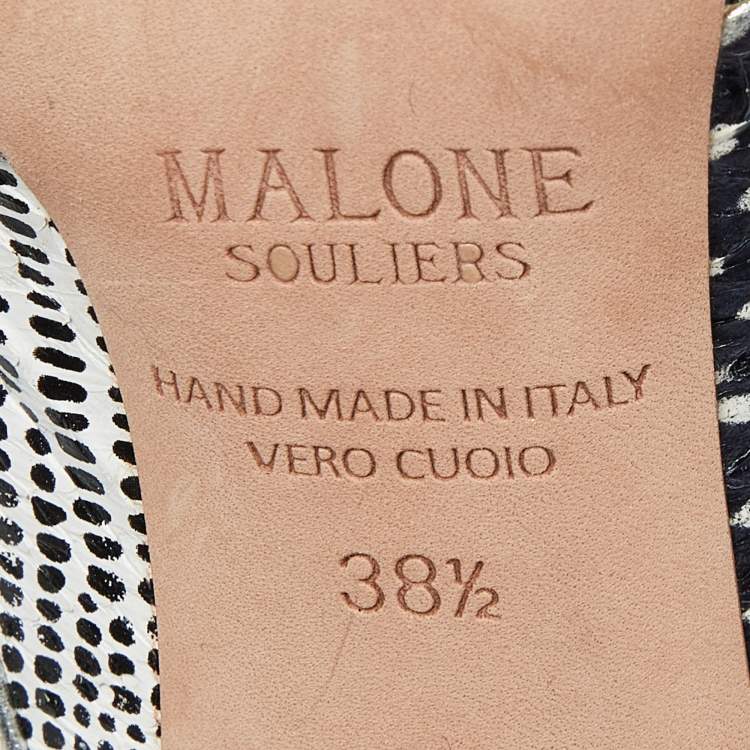 MALONE
SOULIERS
HAND MADE IN ITALY
VERO CUOIO
38½